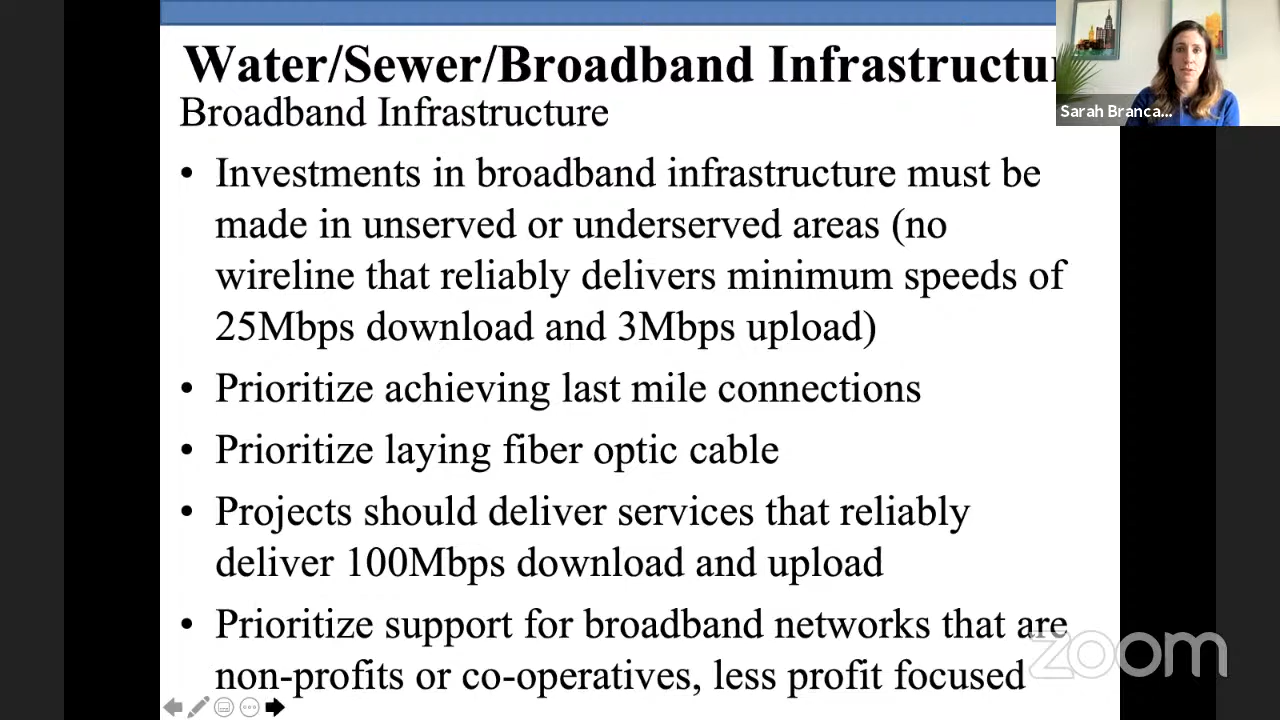 Water/Sewer/Broadband Infrastructu
Broadband Infrastructure
Sarah Branca...
• Investments in broadband infrastructure must be
made in unserved or underserved areas (no
wireline that reliably delivers minimum speeds of
25Mbps download and 3Mbps upload)
• Prioritize achieving last mile connections
• Prioritize laying fiber optic cable
• Projects should deliver services that reliably
deliver 100Mbps download and upload
• Prioritize support for broadband networks that are
non-profits or co-operatives, less profit focused
zoom